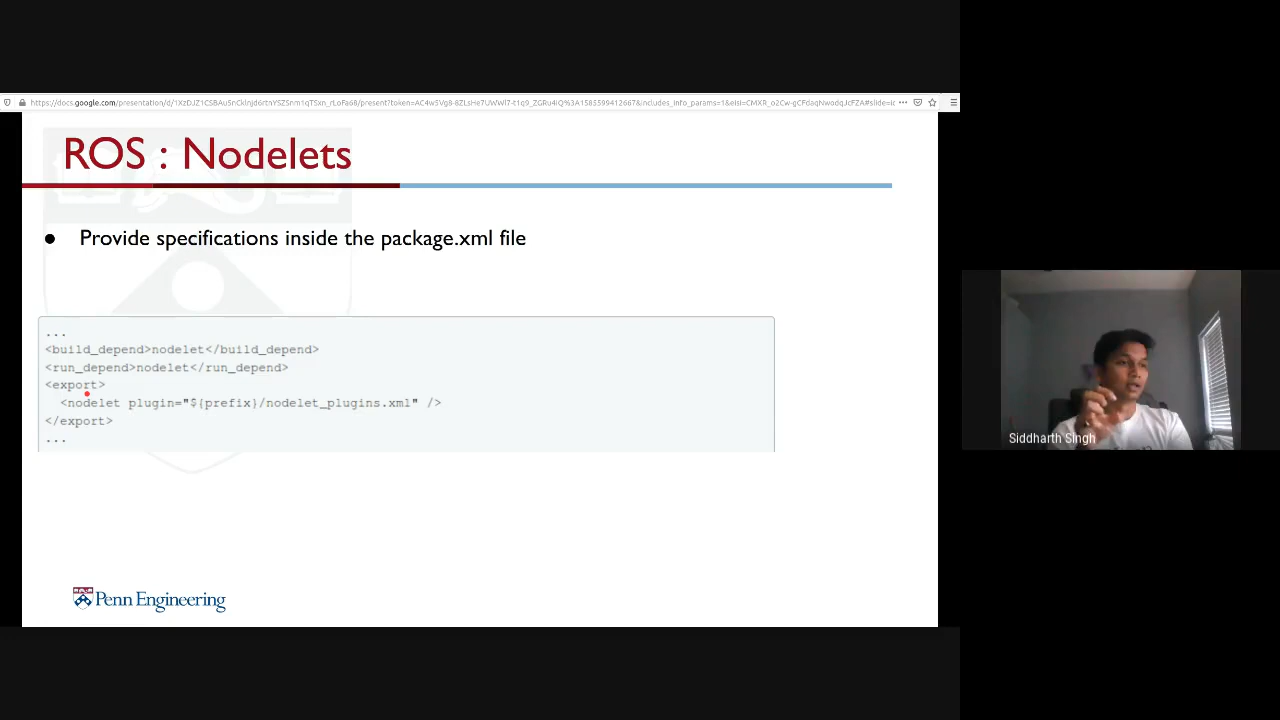 ROS : Nodelets
● Provide specifications inside the package.xml file
...
<build_depend>nodelet</build_depend>
<run_depend>nodelet</run_depend>
<export>
<nodelet plugin="${prefix}/nodelet_plugins.xml" />
</export>
...
Penn Engineering
Siddharth Singh